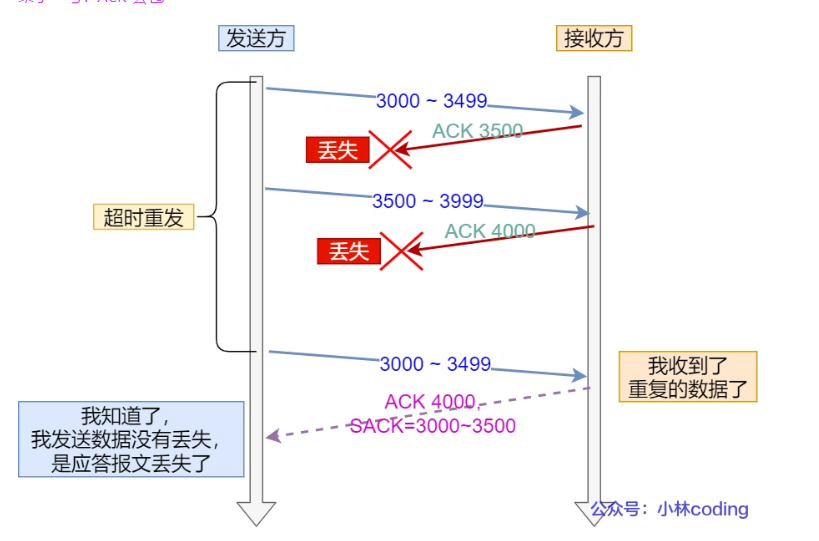 发送方
接收方
3000 ~ 3499
ACK 3500
丢失
3500 ~ 3999
超时重发
ACK 4000
丢失
3000 ~ 3499
我收到了
重复的数据了
ACK 4000,
SACK=3000~3500
我知道了，
我发送数据没有丢失，
是应答报文丢失了
公众号：小林coding